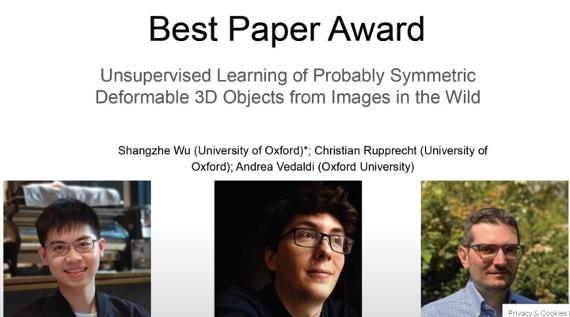 Best Paper Award
Unsupervised Learning of Probably Symmetric
Deformable 3D Objects from Images in the Wild
Shangzhe Wu (University of Oxford)*; Christian Rupprecht (University of
Oxford); Andrea Vedaldi (Oxford University)
Privacy & Cookies